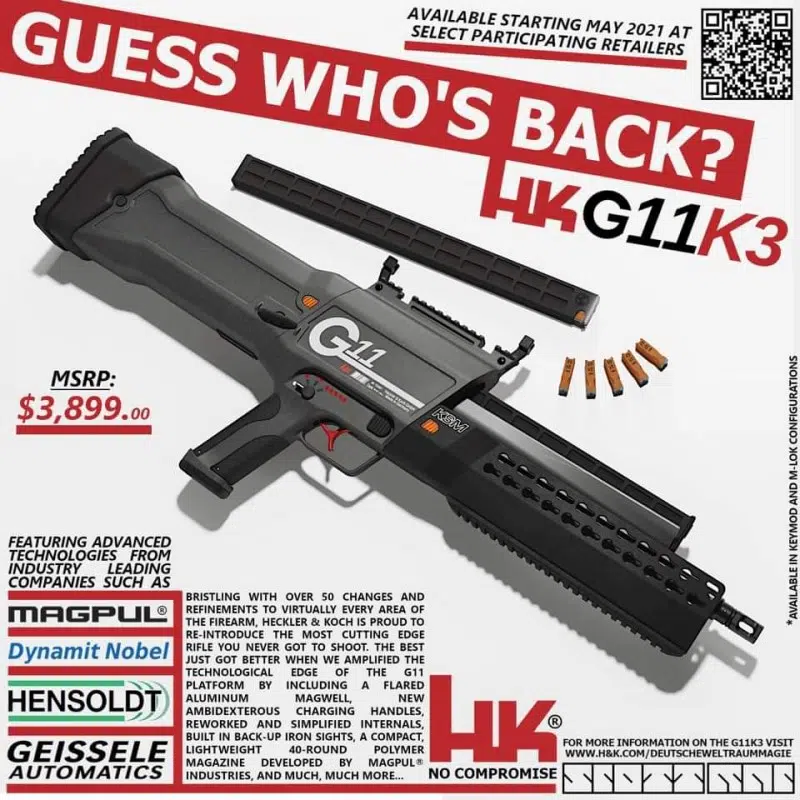 AVAILABLE STARTING MAY 2021 AT
SELECT PARTICIPATING RETAILERS
GUESS WHO'S BACK?
HK G11K3
G11
KSM
MSRP:
$3,899.00
*AVAILABLE IN KEYMOD AND M-LOK CONFIGURATIONS
FEATURING ADVANCED
TECHNOLOGIES FROM
INDUSTRY LEADING
COMPANIES SUCH AS
MAGPUL®
Dynamit Nobel
HENSOLDT
GEISSELE
AUTOMATICS
BRISTLING WITH OVER 50 CHANGES AND
REFINEMENTS TO VIRTUALLY EVERY AREA OF
THE FIREARM, HECKLER & KOCH IS PROUD TO
RE-INTRODUCE THE MOST CUTTING EDGE
RIFLE YOU NEVER GOT TO SHOOT. THE BEST
JUST GOT BETTER WHEN WE AMPLIFIED THE
TECHNOLOGICAL EDGE OF THE G11
PLATFORM BY INCLUDING A FLARED
ALUMINUM MAGWELL, NEW
AMBIDEXTEROUS CHARGING HANDLES,
REWORKED AND SIMPLIFIED INTERNALS,
BUILT IN BACK-UP IRON SIGHTS, A COMPACT,
LIGHTWEIGHT 40-ROUND POLYMER
MAGAZINE DEVELOPED BY MAGPUL®
INDUSTRIES, AND MUCH, MUCH MORE...
HK®
NO COMPROMISE
FOR MORE INFORMATION ON THE G11K3 VISIT
WWW.H&K.COM/DEUTSCHEWELTRAUMMAGIE